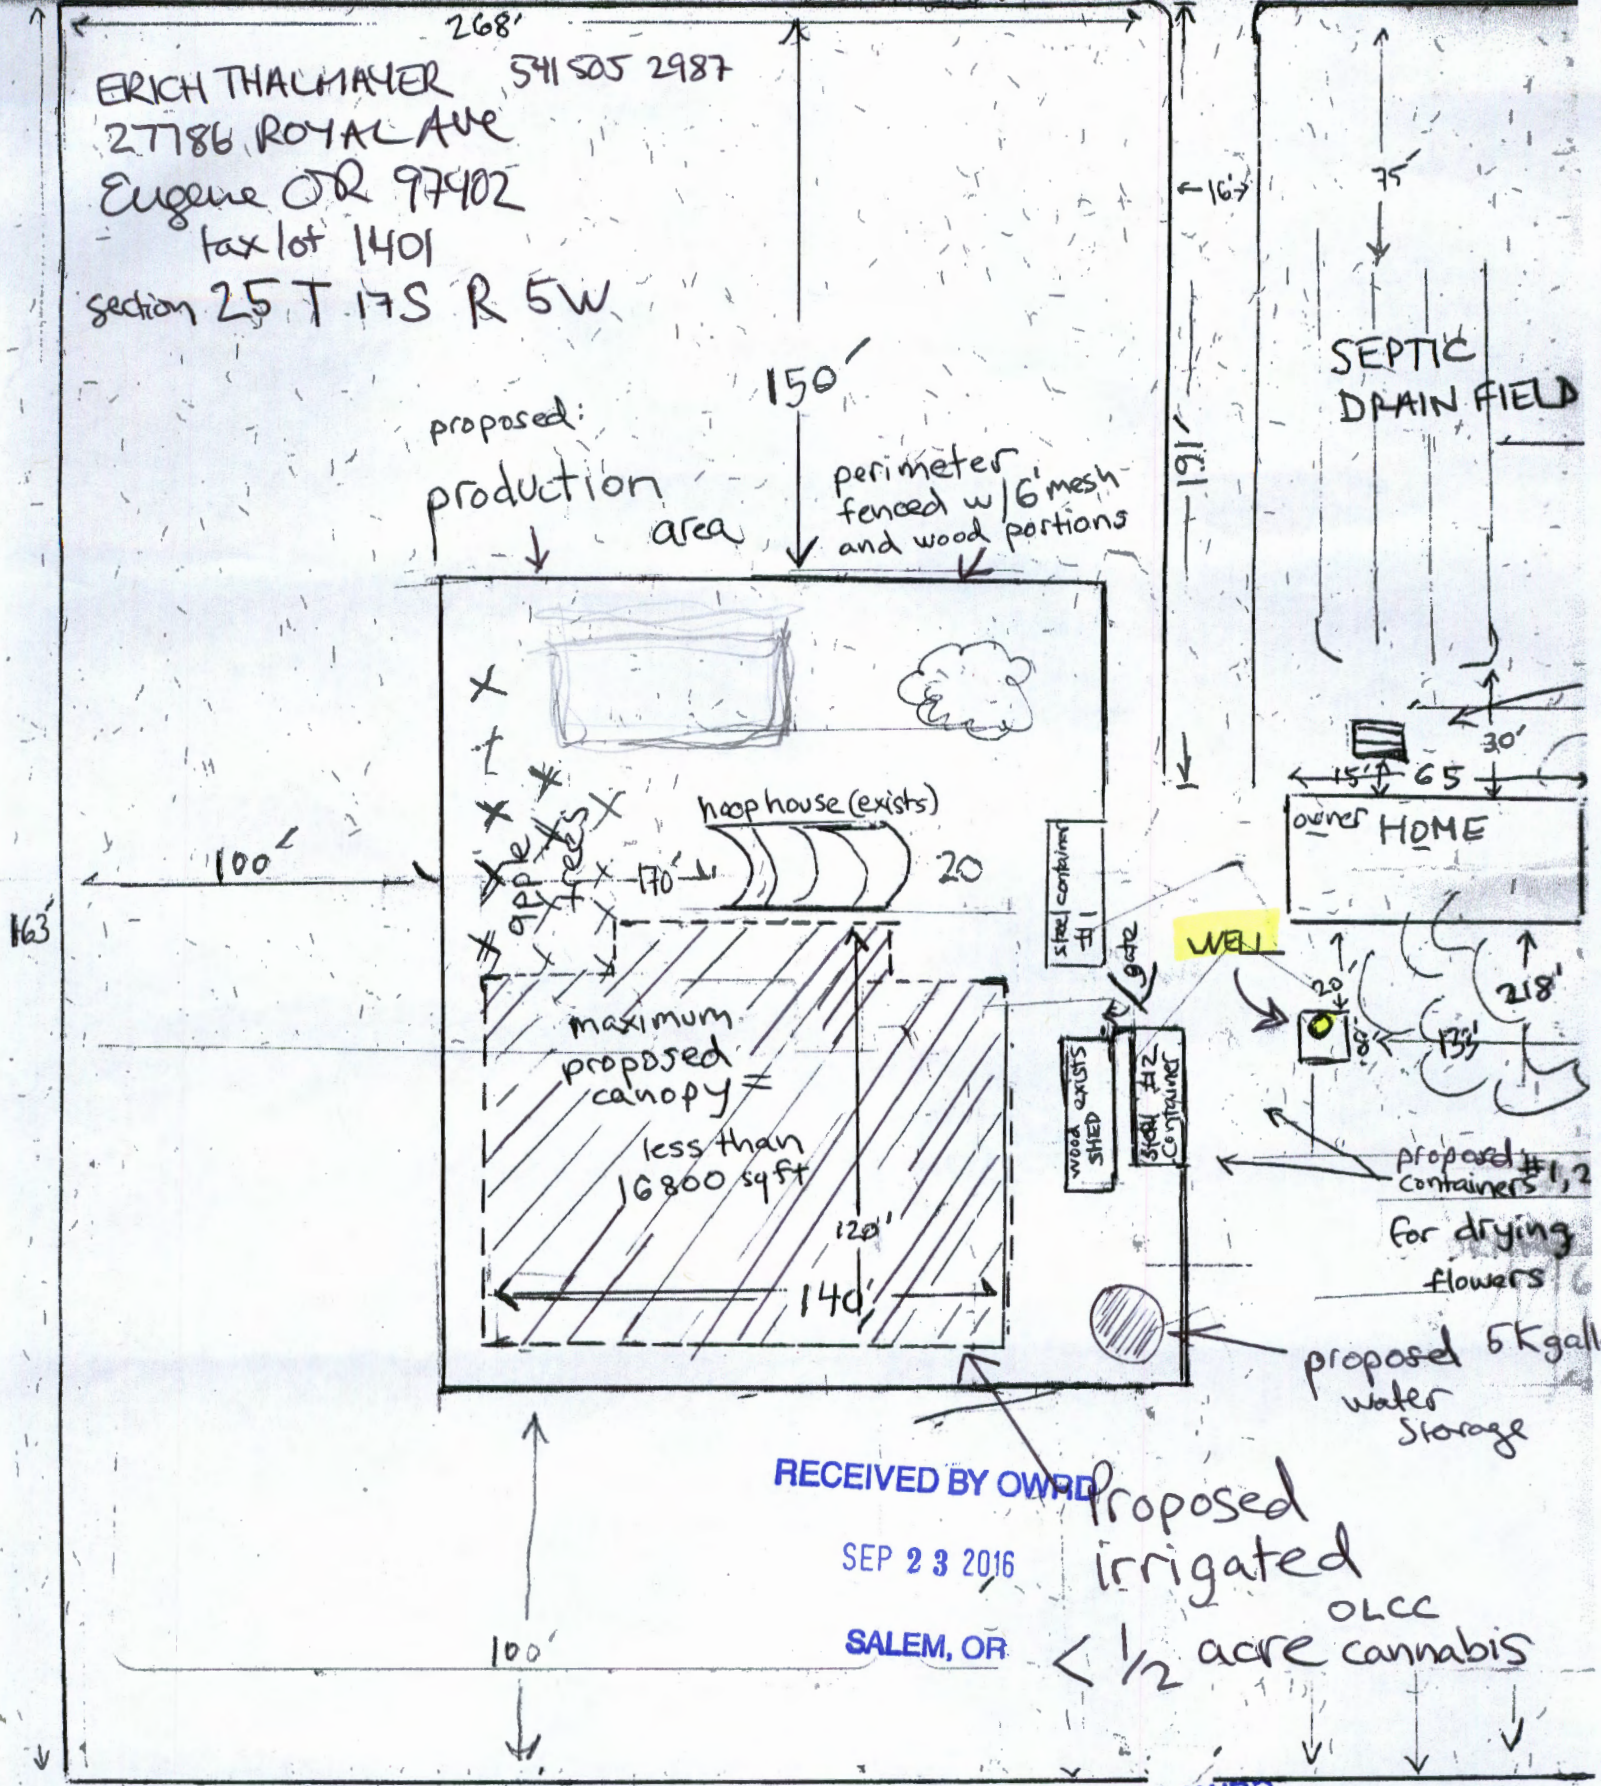 268'
ERICH THALMAYER 541 505 2987
27786 ROYAL AVE
Eugene OR 97402
tax lot 1401
section 25 T 17S R 5W
16'
75'
SEPTIC
DRAIN FIELD
150'
191'
proposed:
production
area
perimeter
fenced w/ 6' mesh
and wood portions
30'
15'
65
owner HOME
hoop house (exists)
20
170'
apple
trees
100'
163'
steel container
#1
gate
WELL
20'
218'
133'
maximum
proposed
canopy =
less than
16800 sqft
120'
140'
wood exists
SHED
steel #2
container
proposd
containers #1, 2
for drying
flowers
proposed 5K gall
water
storage
RECEIVED BY OWRD
SEP 23 2016
SALEM, OR
Proposed
irrigated
OLCC
< 1/2 acre cannabis
100'